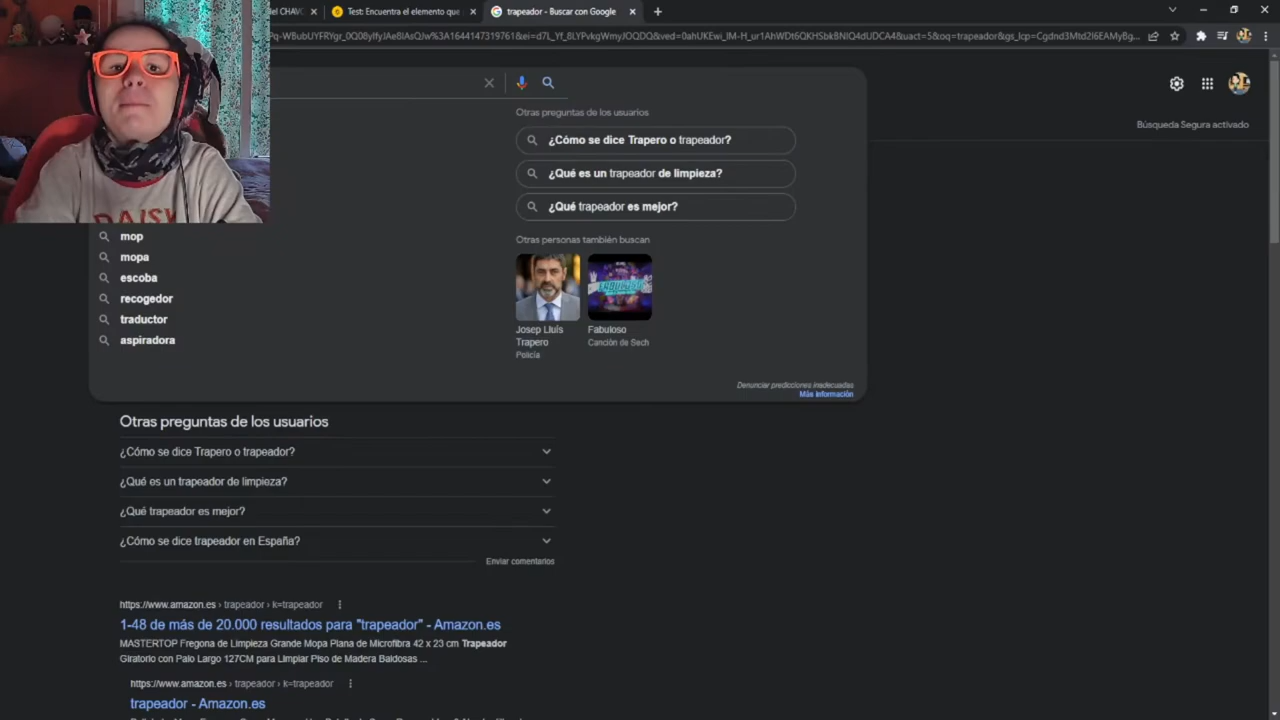 el CHAVO
Test: Encuentra el elemento que
trapeador - Buscar con Google
Otras preguntas de los usuarios
¿Cómo se dice Trapero o trapeador?
¿Qué es un trapeador de limpieza?
¿Qué trapeador es mejor?
Otras personas también buscan
Josep Lluís
Trapero
Policía
Fabuloso
Canción de Sech
Búsqueda Segura activado
mop
mopa
escoba
recogedor
traductor
aspiradora
Denunciar predicciones inadecuadas
Más información
Otras preguntas de los usuarios
¿Cómo se dice Trapero o trapeador?
¿Qué es un trapeador de limpieza?
¿Qué trapeador es mejor?
¿Cómo se dice trapeador en España?
Enviar comentarios
https://www.amazon.es › trapeador › k=trapeador
1-48 de más de 20.000 resultados para "trapeador" - Amazon.es
MASTERTOP Fregona de Limpieza Grande Mopa Plana de Microfibra 42 x 23 cm Trapeador
Giratorio con Palo Largo 127CM para Limpiar Piso de Madera Baldosas ...
https://www.amazon.es › trapeador › k=trapeador
trapeador - Amazon.es